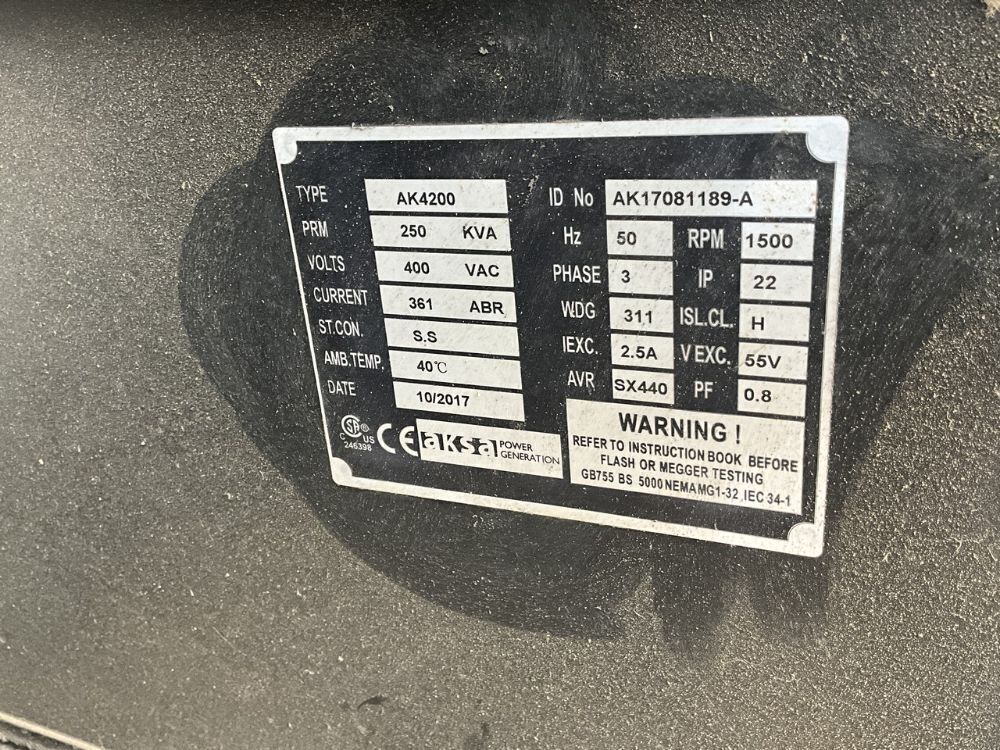 TYPE AK4200 ID No AK17081189-A
PRM 250 KVA Hz 50 RPM 1500
VOLTS 400 VAC PHASE 3 IP 22
CURRENT 361 ABR WDG 311 ISL.CL. H
ST.CON. S.S IEXC. 2.5A V EXC. 55V
AMB.TEMP. 40℃ AVR SX440 PF 0.8
DATE 10/2017
C SA ® US
246398
CE
aksa POWER
GENERATION
WARNING !
REFER TO INSTRUCTION BOOK BEFORE
FLASH OR MEGGER TESTING
GB755 BS 5000 NEMAMG1-32 ,IEC 34-1